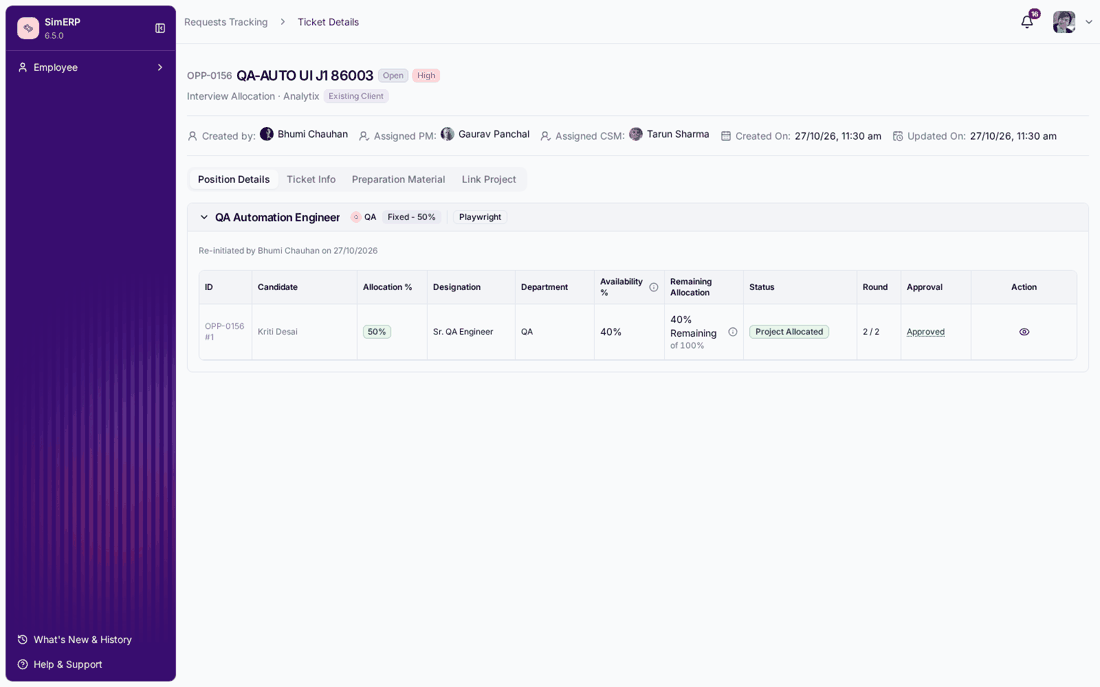 SimERP
6.5.0
Employee
What's New & History
Help & Support
Requests Tracking
Ticket Details
16
OPP-0156 QA-AUTO UI J1 86003 Open High
Interview Allocation · Analytix Existing Client
Created by: Bhumi Chauhan Assigned PM: Gaurav Panchal Assigned CSM: Tarun Sharma Created On: 27/10/26, 11:30 am Updated On: 27/10/26, 11:30 am
Position Details Ticket Info Preparation Material Link Project
QA Automation Engineer Q QA Fixed - 50% Playwright
Re-initiated by Bhumi Chauhan on 27/10/2026
ID Candidate Allocation % Designation Department Availability % Remaining Allocation Status Round Approval Action
OPP-0156 #1 Kriti Desai 50% Sr. QA Engineer QA 40% 40% Remaining of 100% Project Allocated 2 / 2 Approved